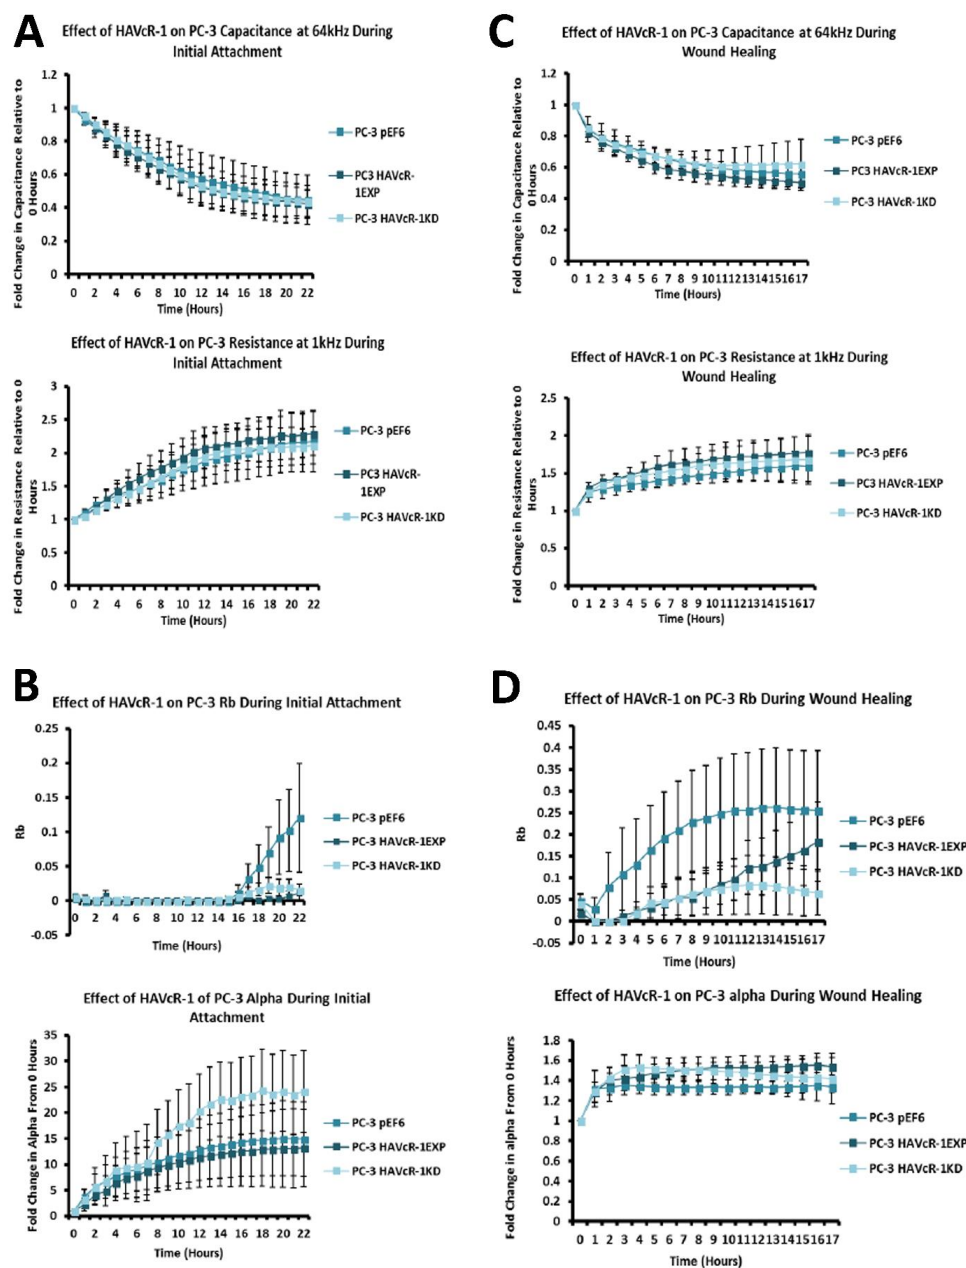 A
Effect of HAVcR-1 on PC-3 Capacitance at 64kHz During
Initial Attachment
Fold Change in Capacitance Relative to
0 Hours
1.2
1
0.8
0.6
0.4
0.2
0
0 2 4 6 8 10 12 14 16 18 20 22
Time (Hours)
PC-3 pEF6
PC3 HAVcR-
1EXP
PC-3 HAVcR-1KD
Effect of HAVcR-1 on PC-3 Resistance at 1kHz During
Initial Attachment
Fold Change in Resistance Relative to 0
Hours
3
2.5
2
1.5
1
0.5
0
0 2 4 6 8 10 12 14 16 18 20 22
Time (Hours)
PC-3 pEF6
PC3 HAVcR-
1EXP
PC-3 HAVcR-1KD
C
Effect of HAVcR-1 on PC-3 Capacitance at 64kHz During
Wound Healing
Fold Change in Capacitance Relative to
0 Hours
1.2
1
0.8
0.6
0.4
0.2
0
0 1 2 3 4 5 6 7 8 9 1011121314151617
Time (Hours)
PC-3 pEF6
PC3 HAVcR-1EXP
PC-3 HAVcR-1KD
Effect of HAVcR-1 on PC-3 Resistance at 1kHz During
Wound Healing
Fold Change in Resistance Relative to 0
Hours
2.5
2
1.5
1
0.5
0
0 1 2 3 4 5 6 7 8 9 1011121314151617
Time (Hours)
PC-3 pEF6
PC3 HAVcR-1EXP
PC-3 HAVcR-1KD
B
Effect of HAVcR-1 on PC-3 Rb During Initial Attachment
Rb
0.25
0.2
0.15
0.1
0.05
0
-0.05
0 2 4 6 8 10 12 14 16 18 20 22
Time (Hours)
PC-3 pEF6
PC-3 HAVcR-1EXP
PC-3 HAVcR-1KD
Effect of HAVcR-1 of PC-3 Alpha During Initial
Attachment
Fold Change in Alpha From 0 Hours
35
30
25
20
15
10
5
0
0 2 4 6 8 10 12 14 16 18 20 22
Time (Hours)
PC-3 pEF6
PC-3 HAVcR-1EXP
PC-3 HAVcR-1KD
D
Effect of HAVcR-1 on PC-3 Rb During Wound Healing
Rb
0.45
0.4
0.35
0.3
0.25
0.2
0.15
0.1
0.05
0
-0.05
0 1 2 3 4 5 6 7 8 9 1011121314151617
Time (Hours)
PC-3 pEF6
PC-3 HAVcR-1EXP
PC-3 HAVcR-1KD
Effect of HAVcR-1 on PC-3 alpha During Wound Healing
Fold Change in alpha From 0 Hours
1.8
1.6
1.4
1.2
1
0.8
0.6
0.4
0.2
0
0 1 2 3 4 5 6 7 8 9 1011121314151617
Time (Hours)
PC-3 pEF6
PC-3 HAVcR-1EXP
PC-3 HAVcR-1KD